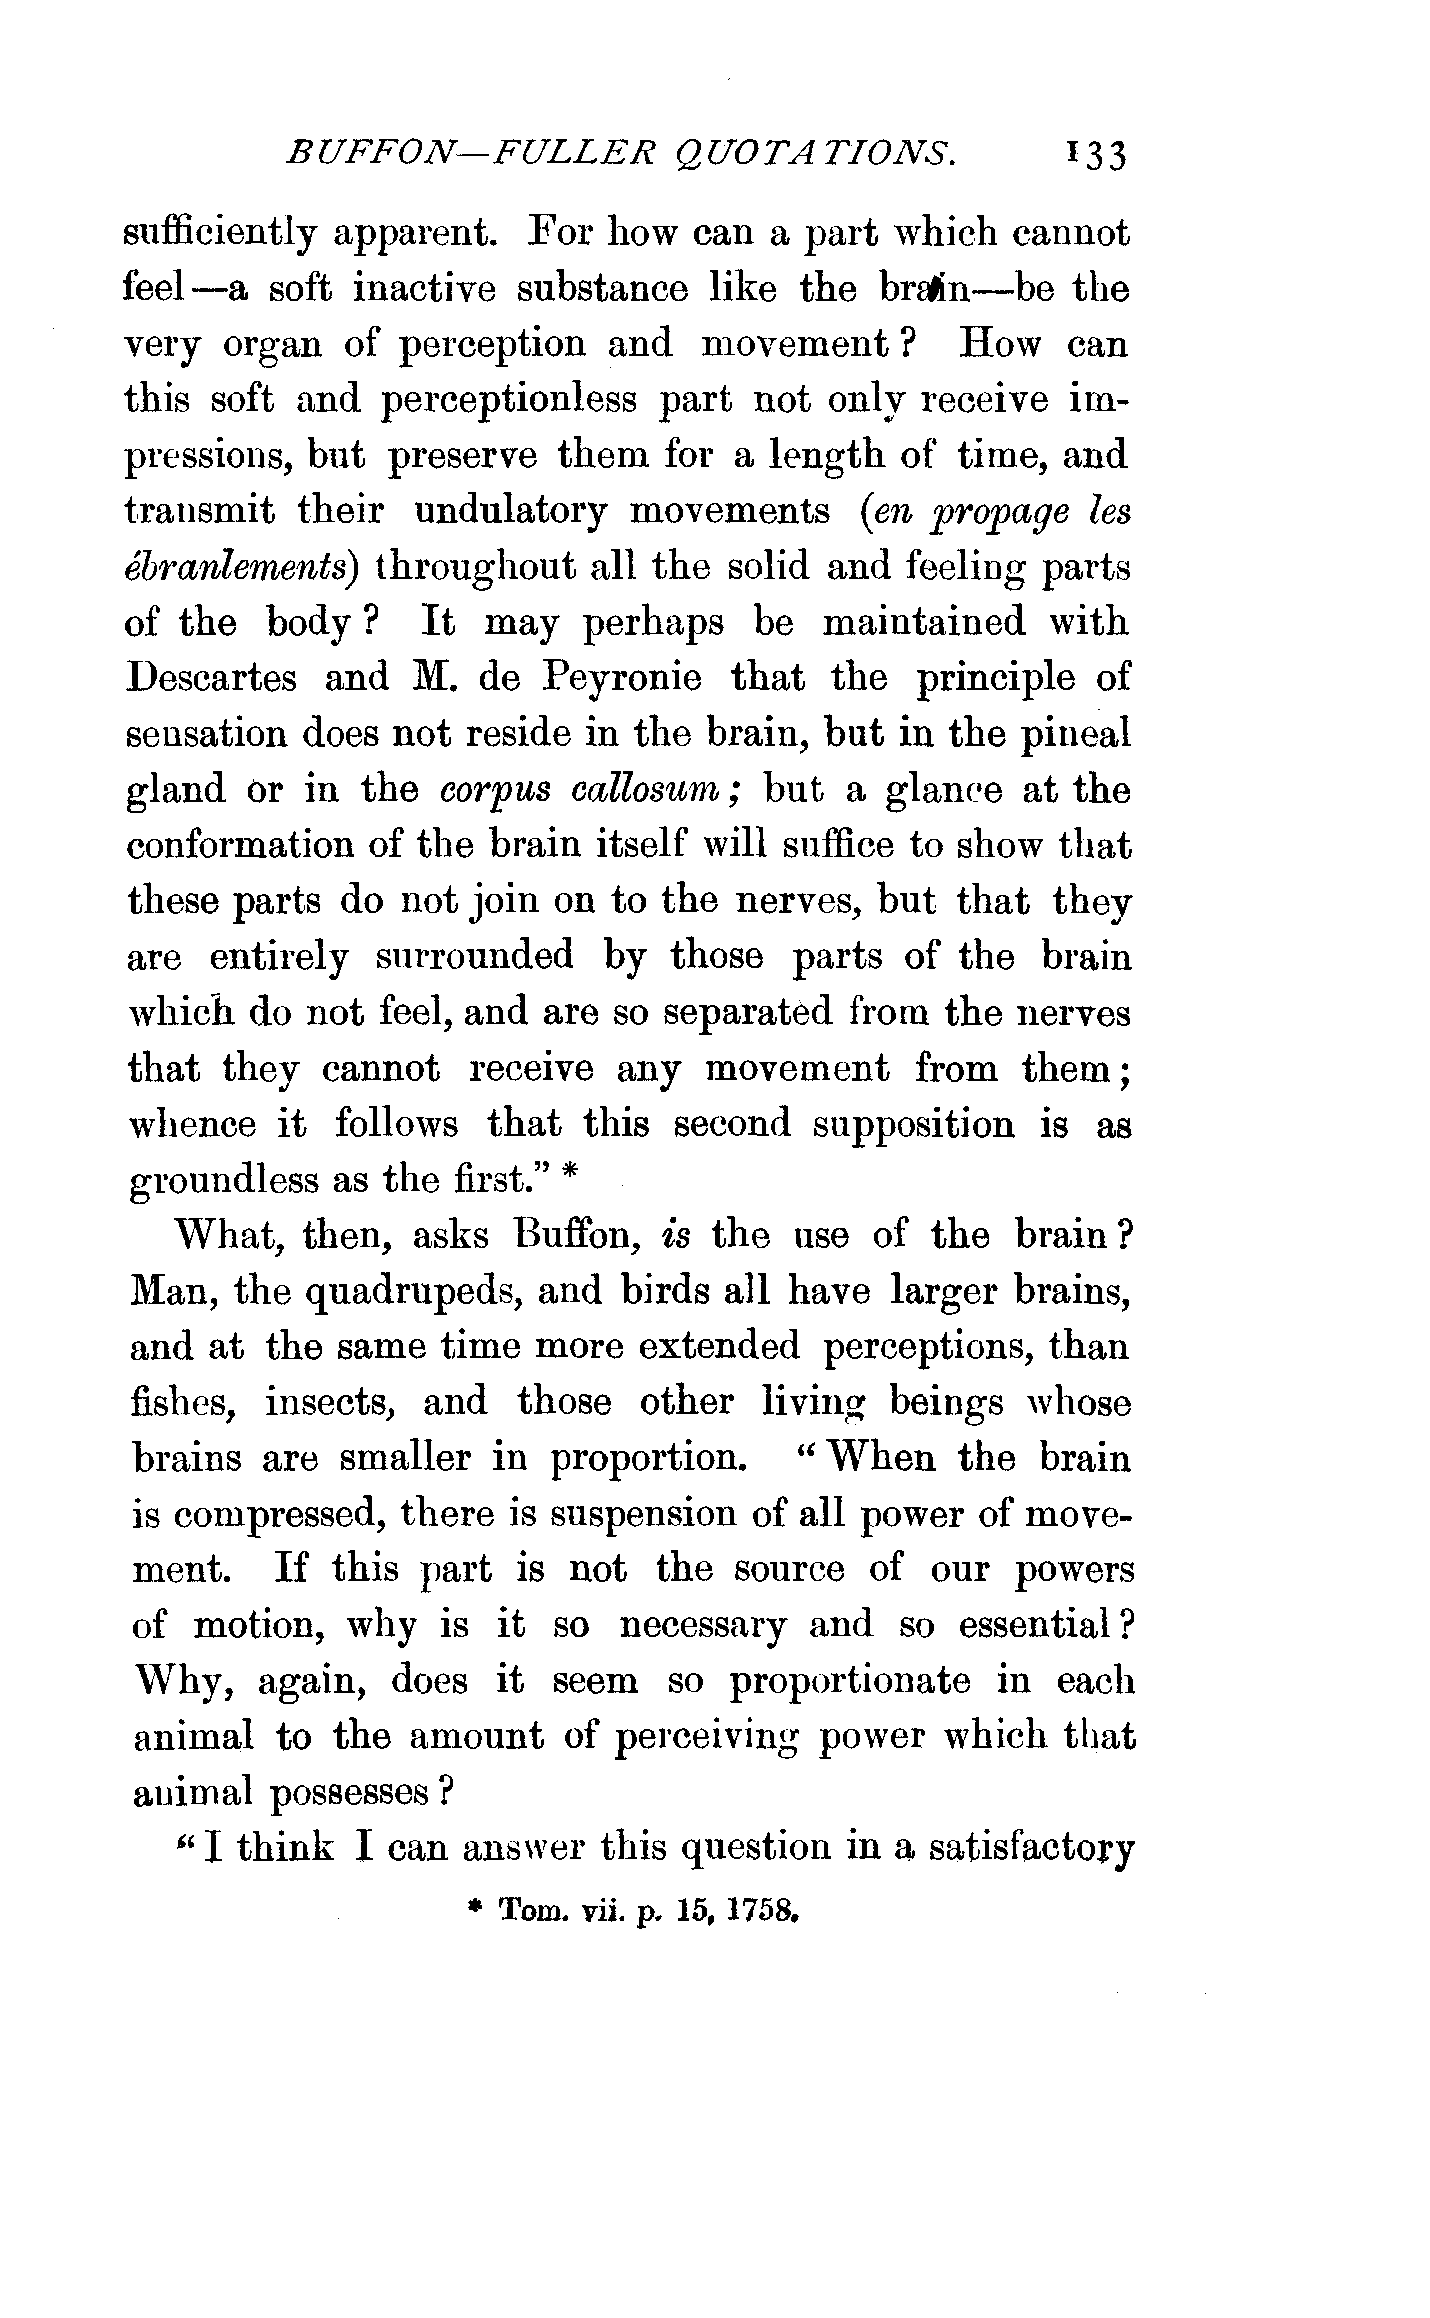 BUFFON—FULLER QUOTATIONS. 133
sufficiently apparent. For how can a part which cannot
feel—a soft inactive substance like the brain—be the
very organ of perception and movement? How can
this soft and perceptionless part not only receive im-
pressions, but preserve them for a length of time, and
transmit their undulatory movements (en propage les
ébranlements) throughout all the solid and feeling parts
of the body? It may perhaps be maintained with
Descartes and M. de Peyronie that the principle of
sensation does not reside in the brain, but in the pineal
gland or in the corpus callosum; but a glance at the
conformation of the brain itself will suffice to show that
these parts do not join on to the nerves, but that they
are entirely surrounded by those parts of the brain
which do not feel, and are so separated from the nerves
that they cannot receive any movement from them;
whence it follows that this second supposition is as
groundless as the first.” *
What, then, asks Buffon, is the use of the brain?
Man, the quadrupeds, and birds all have larger brains,
and at the same time more extended perceptions, than
fishes, insects, and those other living beings whose
brains are smaller in proportion. “When the brain
is compressed, there is suspension of all power of move-
ment. If this part is not the source of our powers
of motion, why is it so necessary and so essential?
Why, again, does it seem so proportionate in each
animal to the amount of perceiving power which that
animal possesses?
“I think I can answer this question in a satisfactory
* Tom. vii. p. 15, 1758.